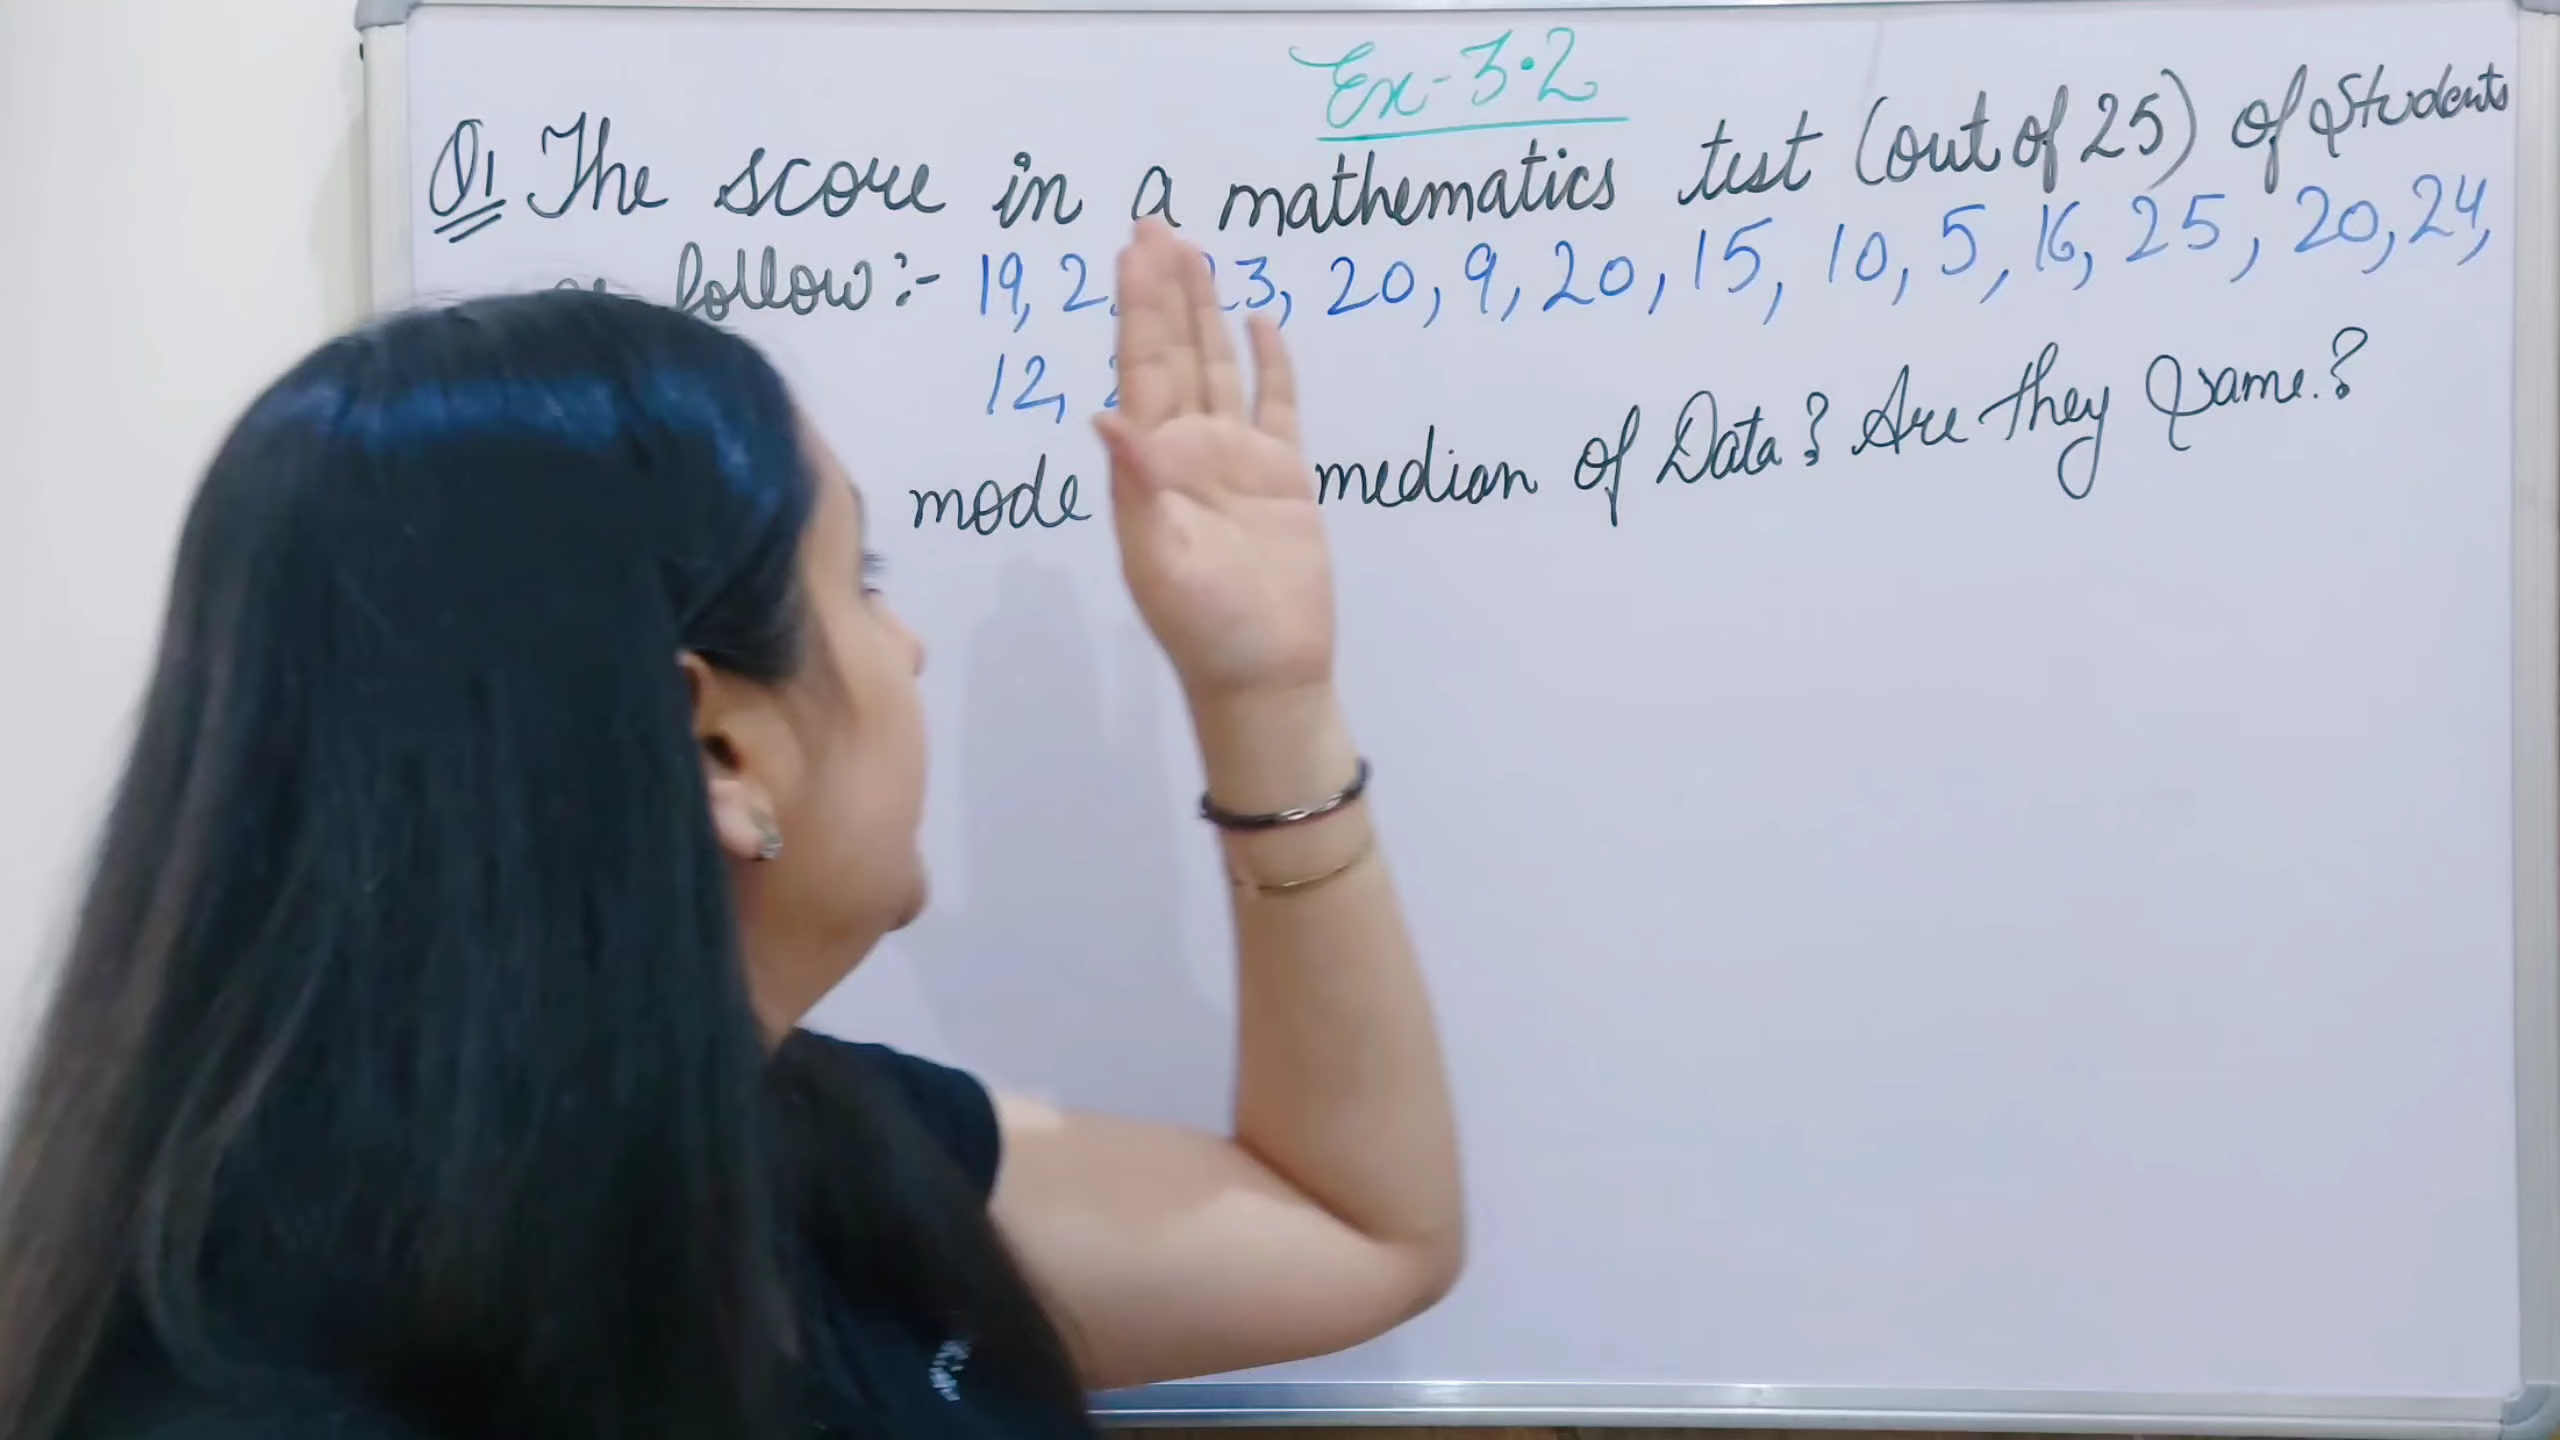 Ex-3.2
Q1 The score in a mathematics test (out of 25) of Students
follow :- 19, 2 23, 20, 9, 20, 15, 10, 5, 16, 25, 20, 24,
12,
mode median of Data? Are they same.?